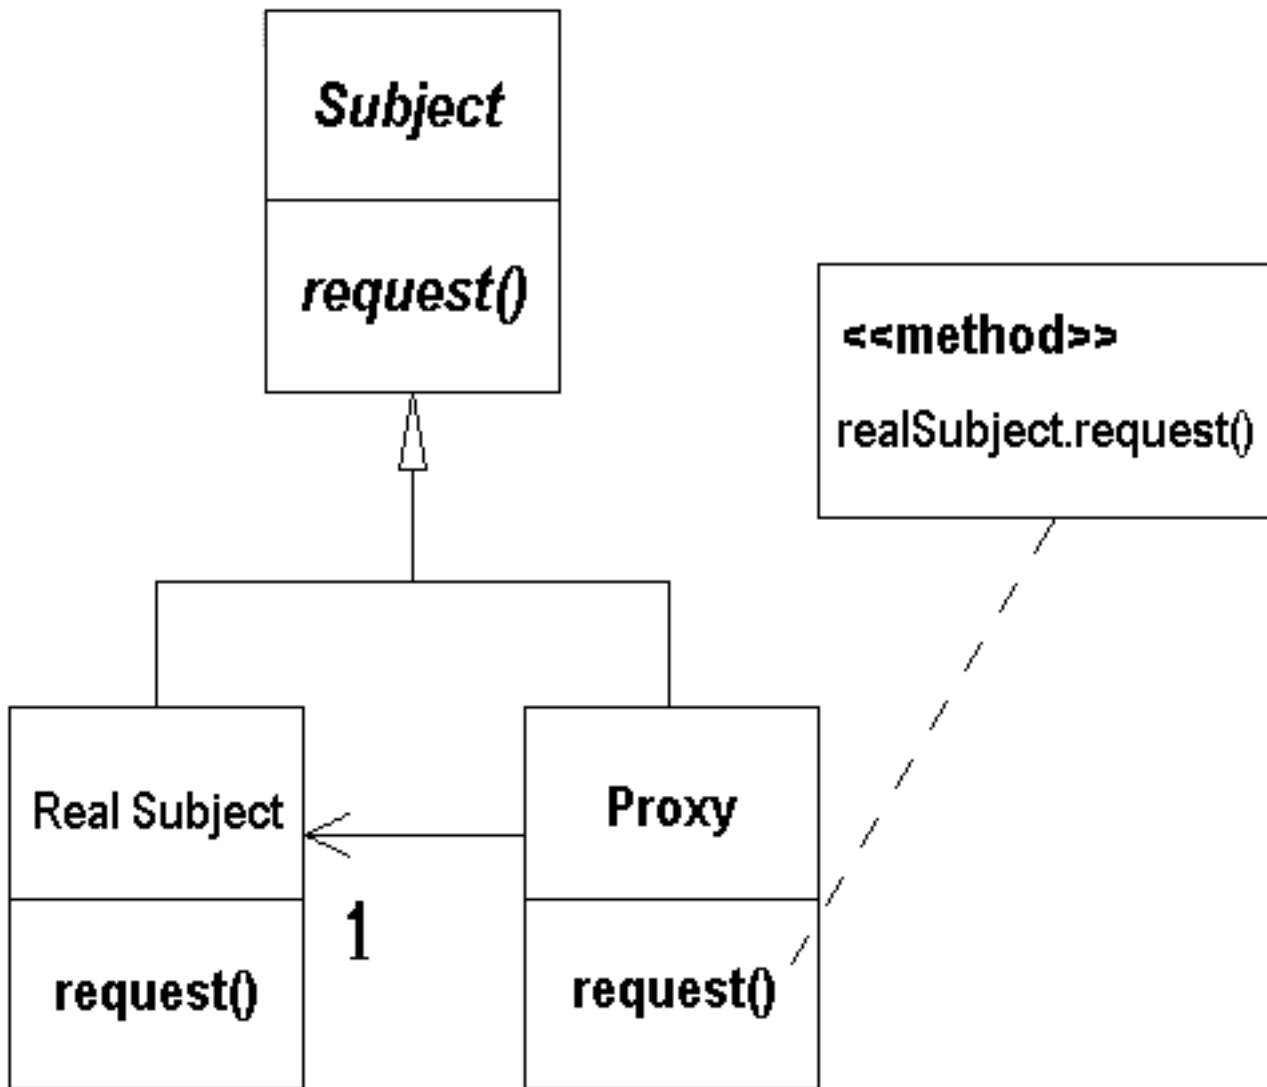 Subject
request()
<<method>>
realSubject.request()
Real Subject
Proxy
1
request()
request()